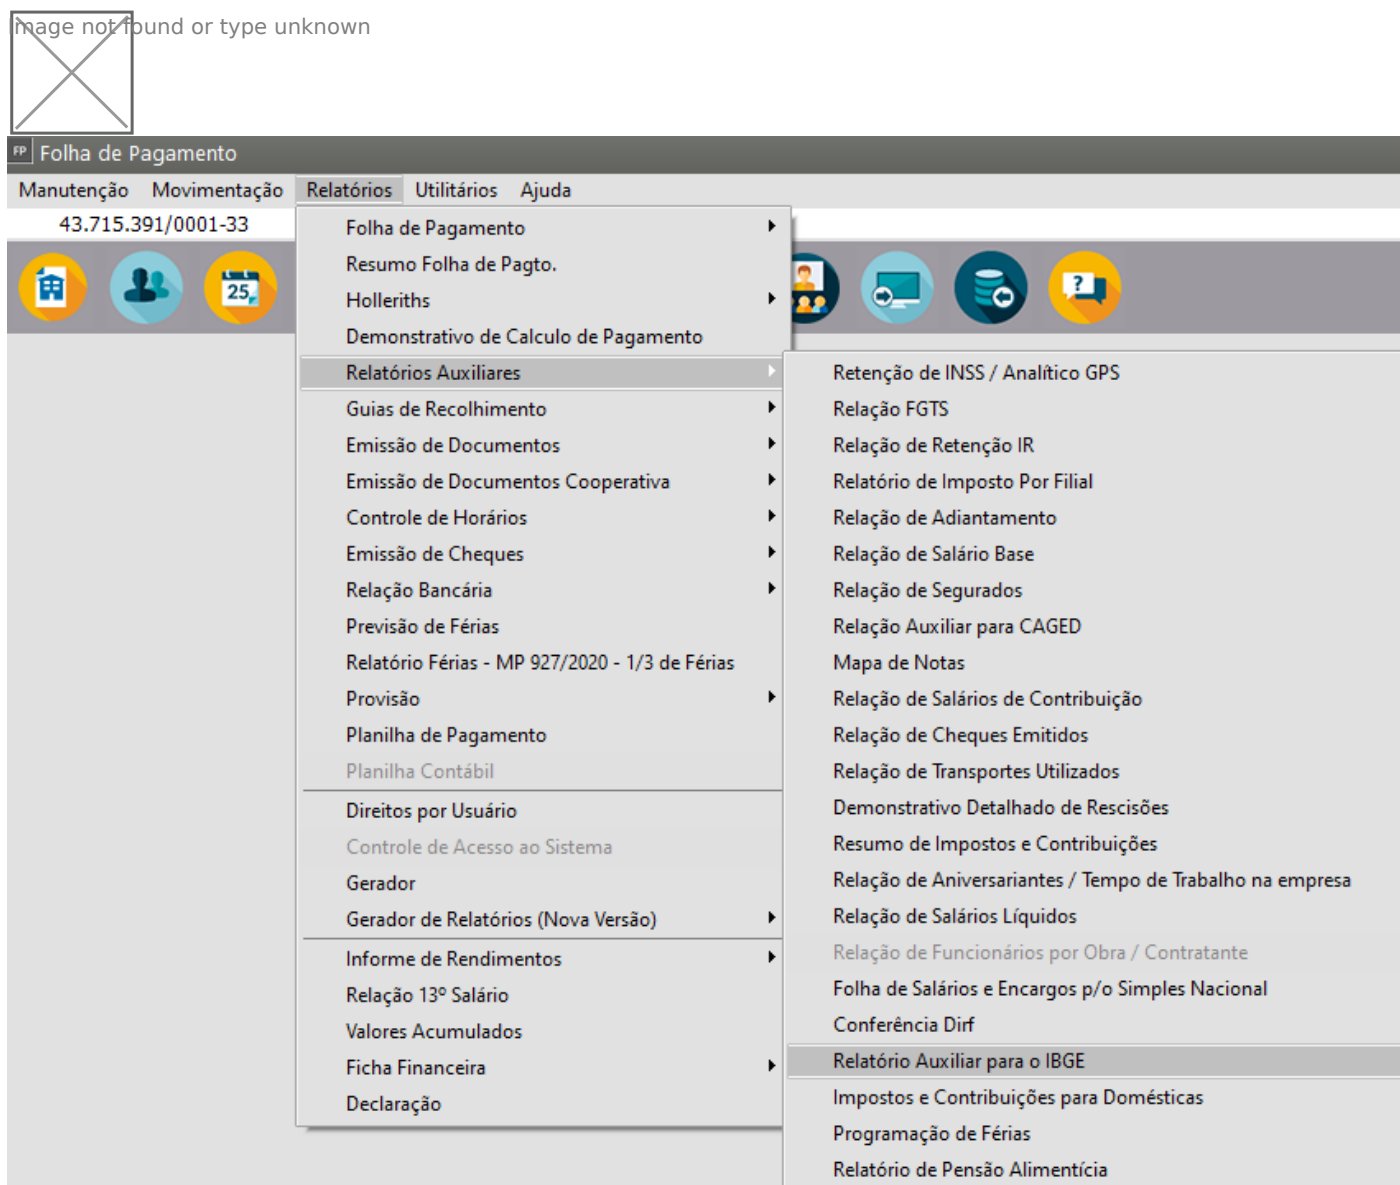 Image not found or type unknown
FP Folha de Pagamento
Manutenção Movimentação Relatórios Utilitários Ajuda
43.715.391/0001-33
25
?
Folha de Pagamento
Resumo Folha de Pagto.
Holleriths
Demonstrativo de Calculo de Pagamento
Relatórios Auxiliares
Guias de Recolhimento
Emissão de Documentos
Emissão de Documentos Cooperativa
Controle de Horários
Emissão de Cheques
Relação Bancária
Previsão de Férias
Relatório Férias - MP 927/2020 - 1/3 de Férias
Provisão
Planilha de Pagamento
Planilha Contábil
Direitos por Usuário
Controle de Acesso ao Sistema
Gerador
Gerador de Relatórios (Nova Versão)
Informe de Rendimentos
Relação 13º Salário
Valores Acumulados
Ficha Financeira
Declaração
Retenção de INSS / Analítico GPS
Relação FGTS
Relação de Retenção IR
Relatório de Imposto Por Filial
Relação de Adiantamento
Relação de Salário Base
Relação de Segurados
Relação Auxiliar para CAGED
Mapa de Notas
Relação de Salários de Contribuição
Relação de Cheques Emitidos
Relação de Transportes Utilizados
Demonstrativo Detalhado de Rescisões
Resumo de Impostos e Contribuições
Relação de Aniversariantes / Tempo de Trabalho na empresa
Relação de Salários Líquidos
Relação de Funcionários por Obra / Contratante
Folha de Salários e Encargos p/o Simples Nacional
Conferência Dirf
Relatório Auxiliar para o IBGE
Impostos e Contribuições para Domésticas
Programação de Férias
Relatório de Pensão Alimentícia